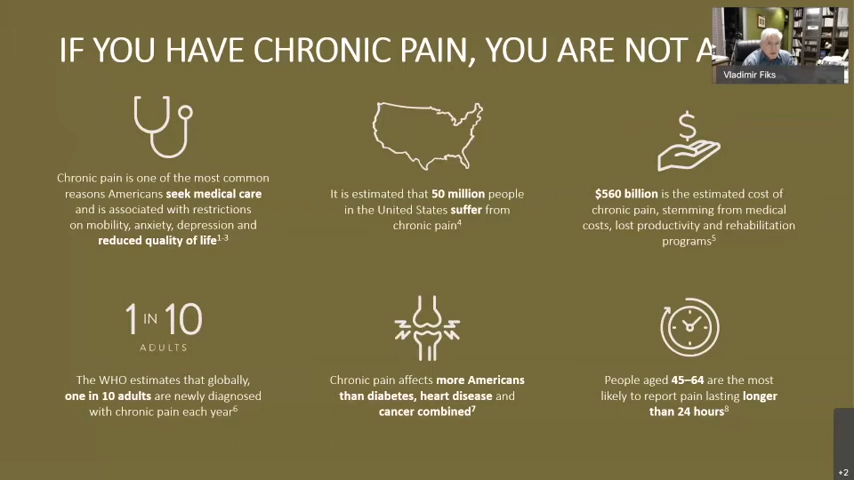 IF YOU HAVE CHRONIC PAIN, YOU ARE NOT A
Vladimir Fiks
Chronic pain is one of the most common
reasons Americans seek medical care
and is associated with restrictions
on mobility, anxiety, depression and
reduced quality of life1-3
It is estimated that 50 million people
in the United States suffer from
chronic pain4
$
$560 billion is the estimated cost of
chronic pain, stemming from medical
costs, lost productivity and rehabilitation
programs5
1 IN 10
ADULTS
The WHO estimates that globally,
one in 10 adults are newly diagnosed
with chronic pain each year6
Chronic pain affects more Americans
than diabetes, heart disease and
cancer combined7
People aged 45–64 are the most
likely to report pain lasting longer
than 24 hours8
+2